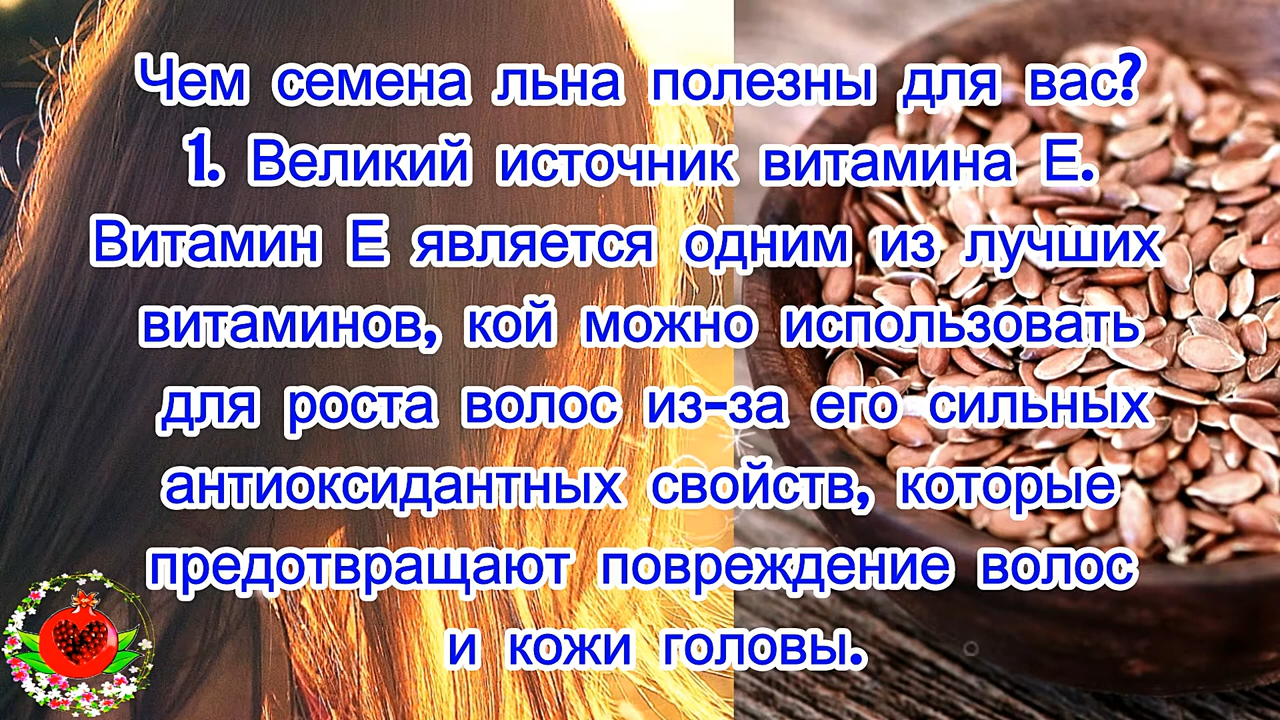 Чем семена льна полезны для вас?
1. Великий источник витамина Е.
Витамин Е является одним из лучших
витаминов, кой можно использовать
для роста волос из-за его сильных
антиоксидантных свойств, которые
предотвращают повреждение волос
и кожи головы.